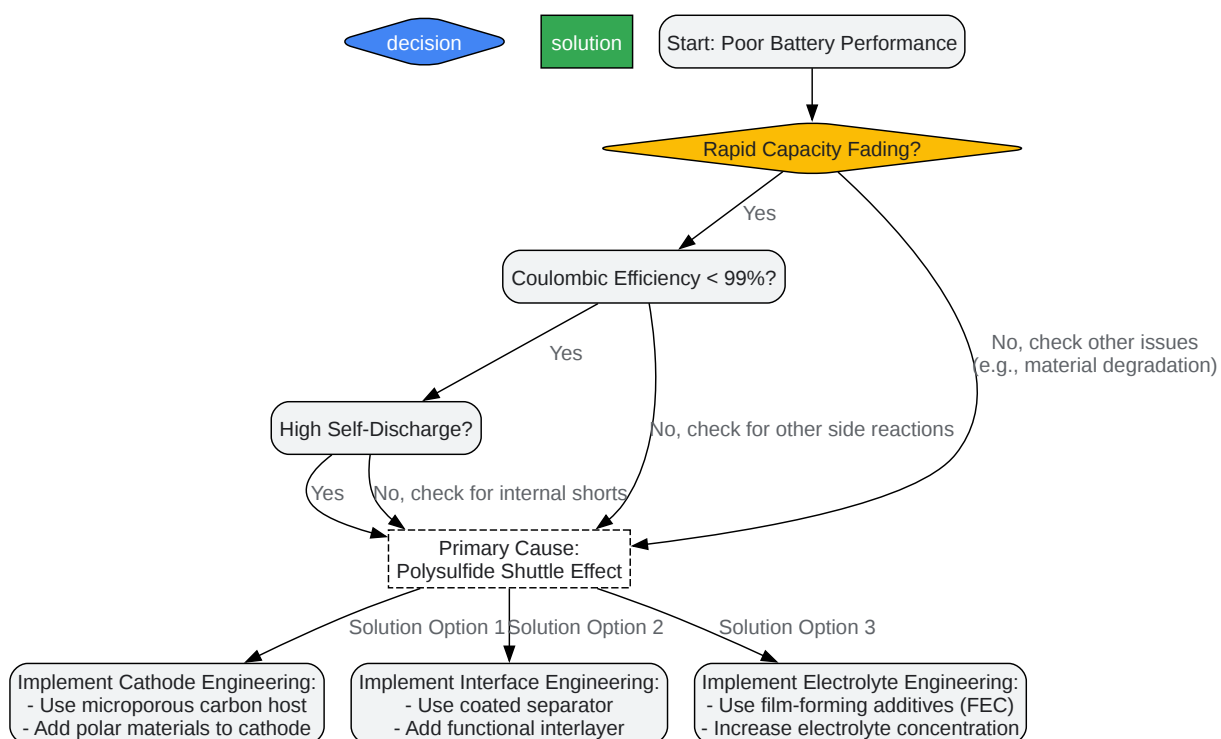 decision
solution
Start: Poor Battery Performance
Rapid Capacity Fading?
Yes
Coulombic Efficiency < 99%?
No, check other issues
(e.g., material degradation)
Yes
High Self-Discharge?
No, check for other side reactions
Yes
No, check for internal shorts
Primary Cause:
Polysulfide Shuttle Effect
Solution Option 1
Solution Option 2
Solution Option 3
Implement Cathode Engineering:
- Use microporous carbon host
- Add polar materials to cathode
Implement Interface Engineering:
- Use coated separator
- Add functional interlayer
Implement Electrolyte Engineering:
- Use film-forming additives (FEC)
- Increase electrolyte concentration